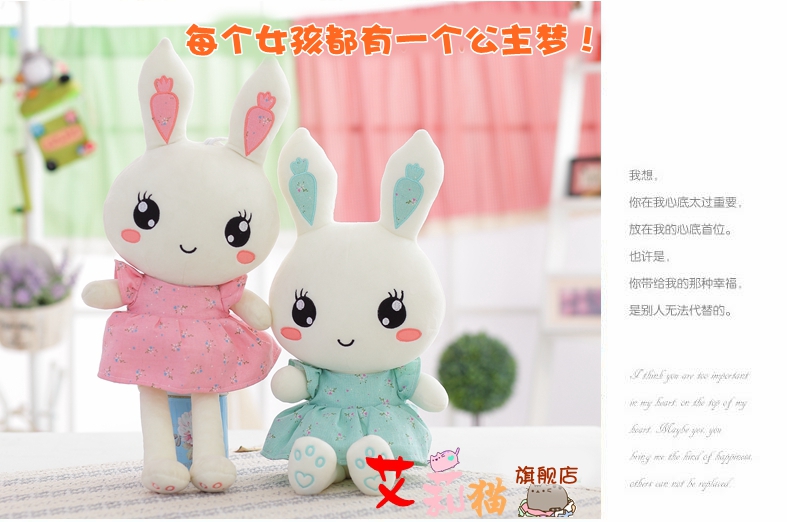 每个女孩都有一个公主梦！
我想，
你在我心底太过重要，
放在我的心底首位。
也许是，
你带给我的那种幸福，
是别人无法代替的。
I think you are too important
in my heart, on the top of my
heart. Maybe yes, you
bring me the kind of happiness,
others can not be replaced.
艾 猫 旗舰店